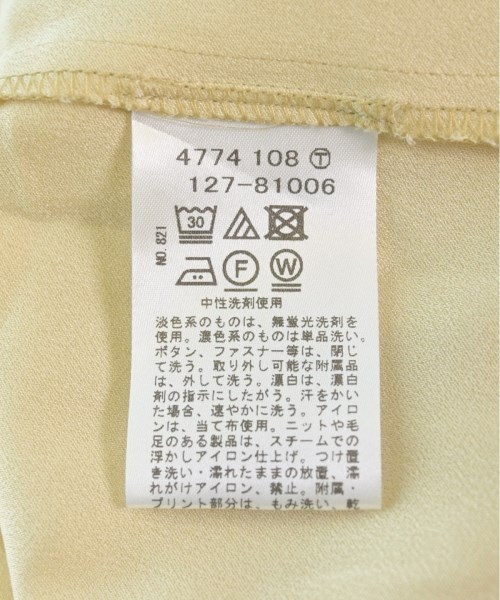 4774 108 Ⓣ
127-81006
NO.821
30
F
W
中性洗剤使用
淡色系のものは、無蛍光洗剤を
使用。濃色系のものは単品洗い。
ボタン、ファスナー等は、閉じ
て洗う。取り外し可能な付属品
は、外して洗う。漂白は、漂白
剤の指示にしたがう。汗をかい
た場合、速やかに洗う。アイロ
ンは、当て布使用。ニットや毛
足のある製品は、スチームでの
浮かしアイロン仕上げ。つけ置
き洗い・濡れたままの放置、濡
れがけアイロン、禁止。附属・
プリント部分は、もみ洗い、乾